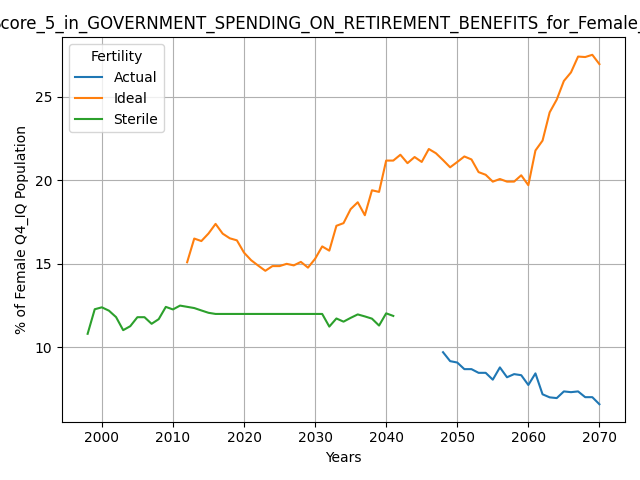 core_5_in_GOVERNMENT_SPENDING_ON_RETIREMENT_BENEFITS_for_Female_
Fertility
Actual
Ideal
Sterile
% of Female Q4_IQ Population
25
20
15
10
2000 2010 2020 2030 2040 2050 2060 2070
Years